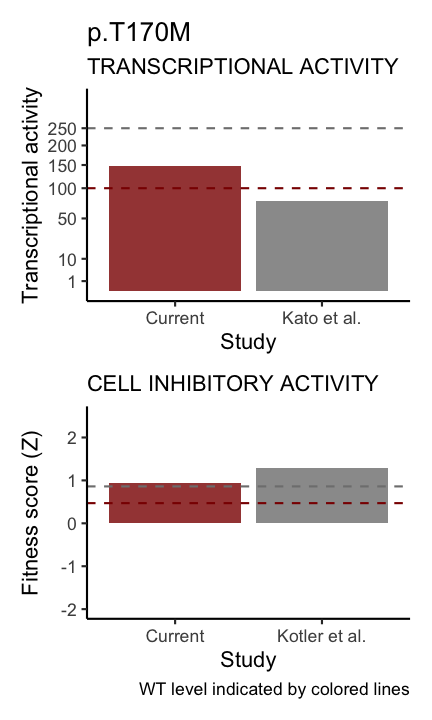 p.T170M
TRANSCRIPTIONAL ACTIVITY
Transcriptional activity
250
200
150
100
50
10
1
Current
Kato et al.
Study
CELL INHIBITORY ACTIVITY
Fitness score (Z)
2
1
0
-1
-2
Current
Kotler et al.
Study
WT level indicated by colored lines